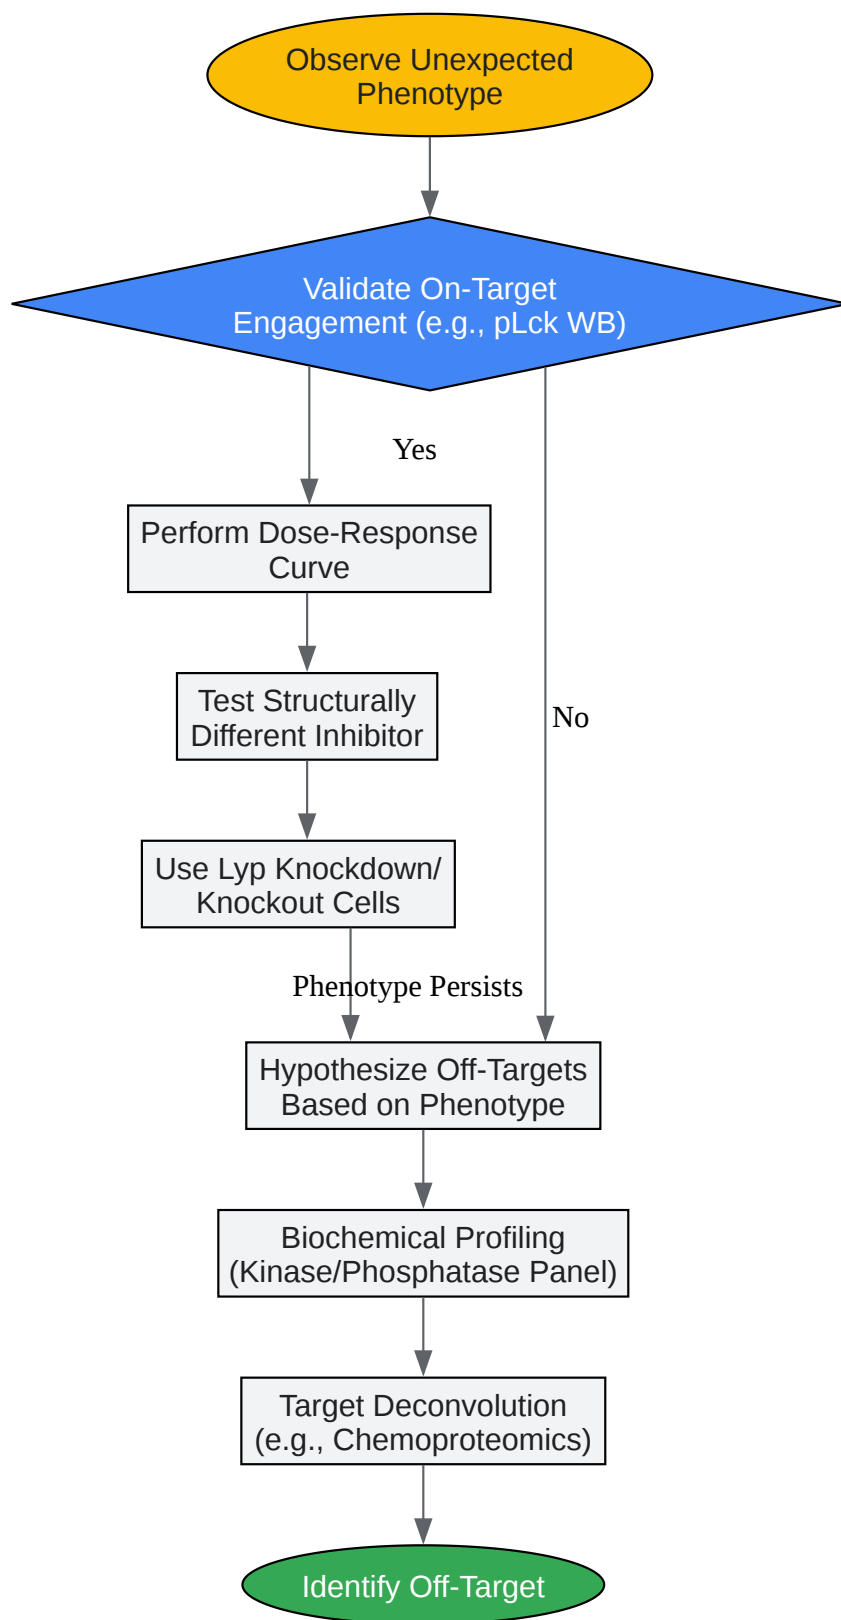 Observe Unexpected
Phenotype
Validate On-Target
Engagement (e.g., pLck WB)
Yes
Perform Dose-Response
Curve
Test Structurally
Different Inhibitor
No
Use Lyp Knockdown/
Knockout Cells
Phenotype Persists
Hypothesize Off-Targets
Based on Phenotype
Biochemical Profiling
(Kinase/Phosphatase Panel)
Target Deconvolution
(e.g., Chemoproteomics)
Identify Off-Target